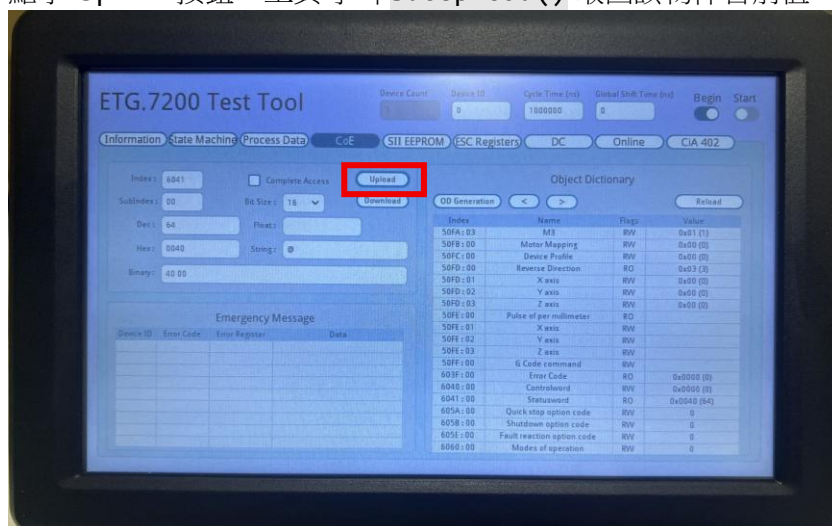 ETG.7200 Test Tool
Device Count Device ID Cycle Time (ns) Global Shift Time (ns) Begin Start
0 1000000 0
Information State Machine Process Data CoE SII EEPROM ESC Registers DC Online CiA 402
Index: 6041 Complete Access Upload
Subindex: 00 Bit Size: 16 Download
Dec: 64 Float:
Hex: 0040 String: @
Binary: 40 00
Emergency Message
Device ID Error Code Error Register Data
Object Dictionary
OD Generation < > Reload
Index Name Flags Value
50FA:03 M3 RW 0x01 (1)
50FB:00 Motor Mapping RW 0x00 (0)
50FC:00 Device Profile RW 0x00 (0)
50FD:00 Reverse Direction RO 0x03 (3)
50FD:01 X axis RW 0x00 (0)
50FD:02 Y axis RW 0x00 (0)
50FD:03 Z axis RW 0x00 (0)
50FE:00 Pulse of per millimeter RO
50FE:01 X axis RW
50FE:02 Y axis RW
50FE:03 Z axis RW
50FF:00 G Code command RW
603F:00 Error Code RO 0x0000 (0)
6040:00 Controlword RW 0x0000 (0)
6041:00 Statusword RO 0x0040 (64)
605A:00 Quick stop option code RW 0
605B:00 Shutdown option code RW 0
605E:00 Fault reaction option code RW 0
6060:00 Modes of operation RW 0